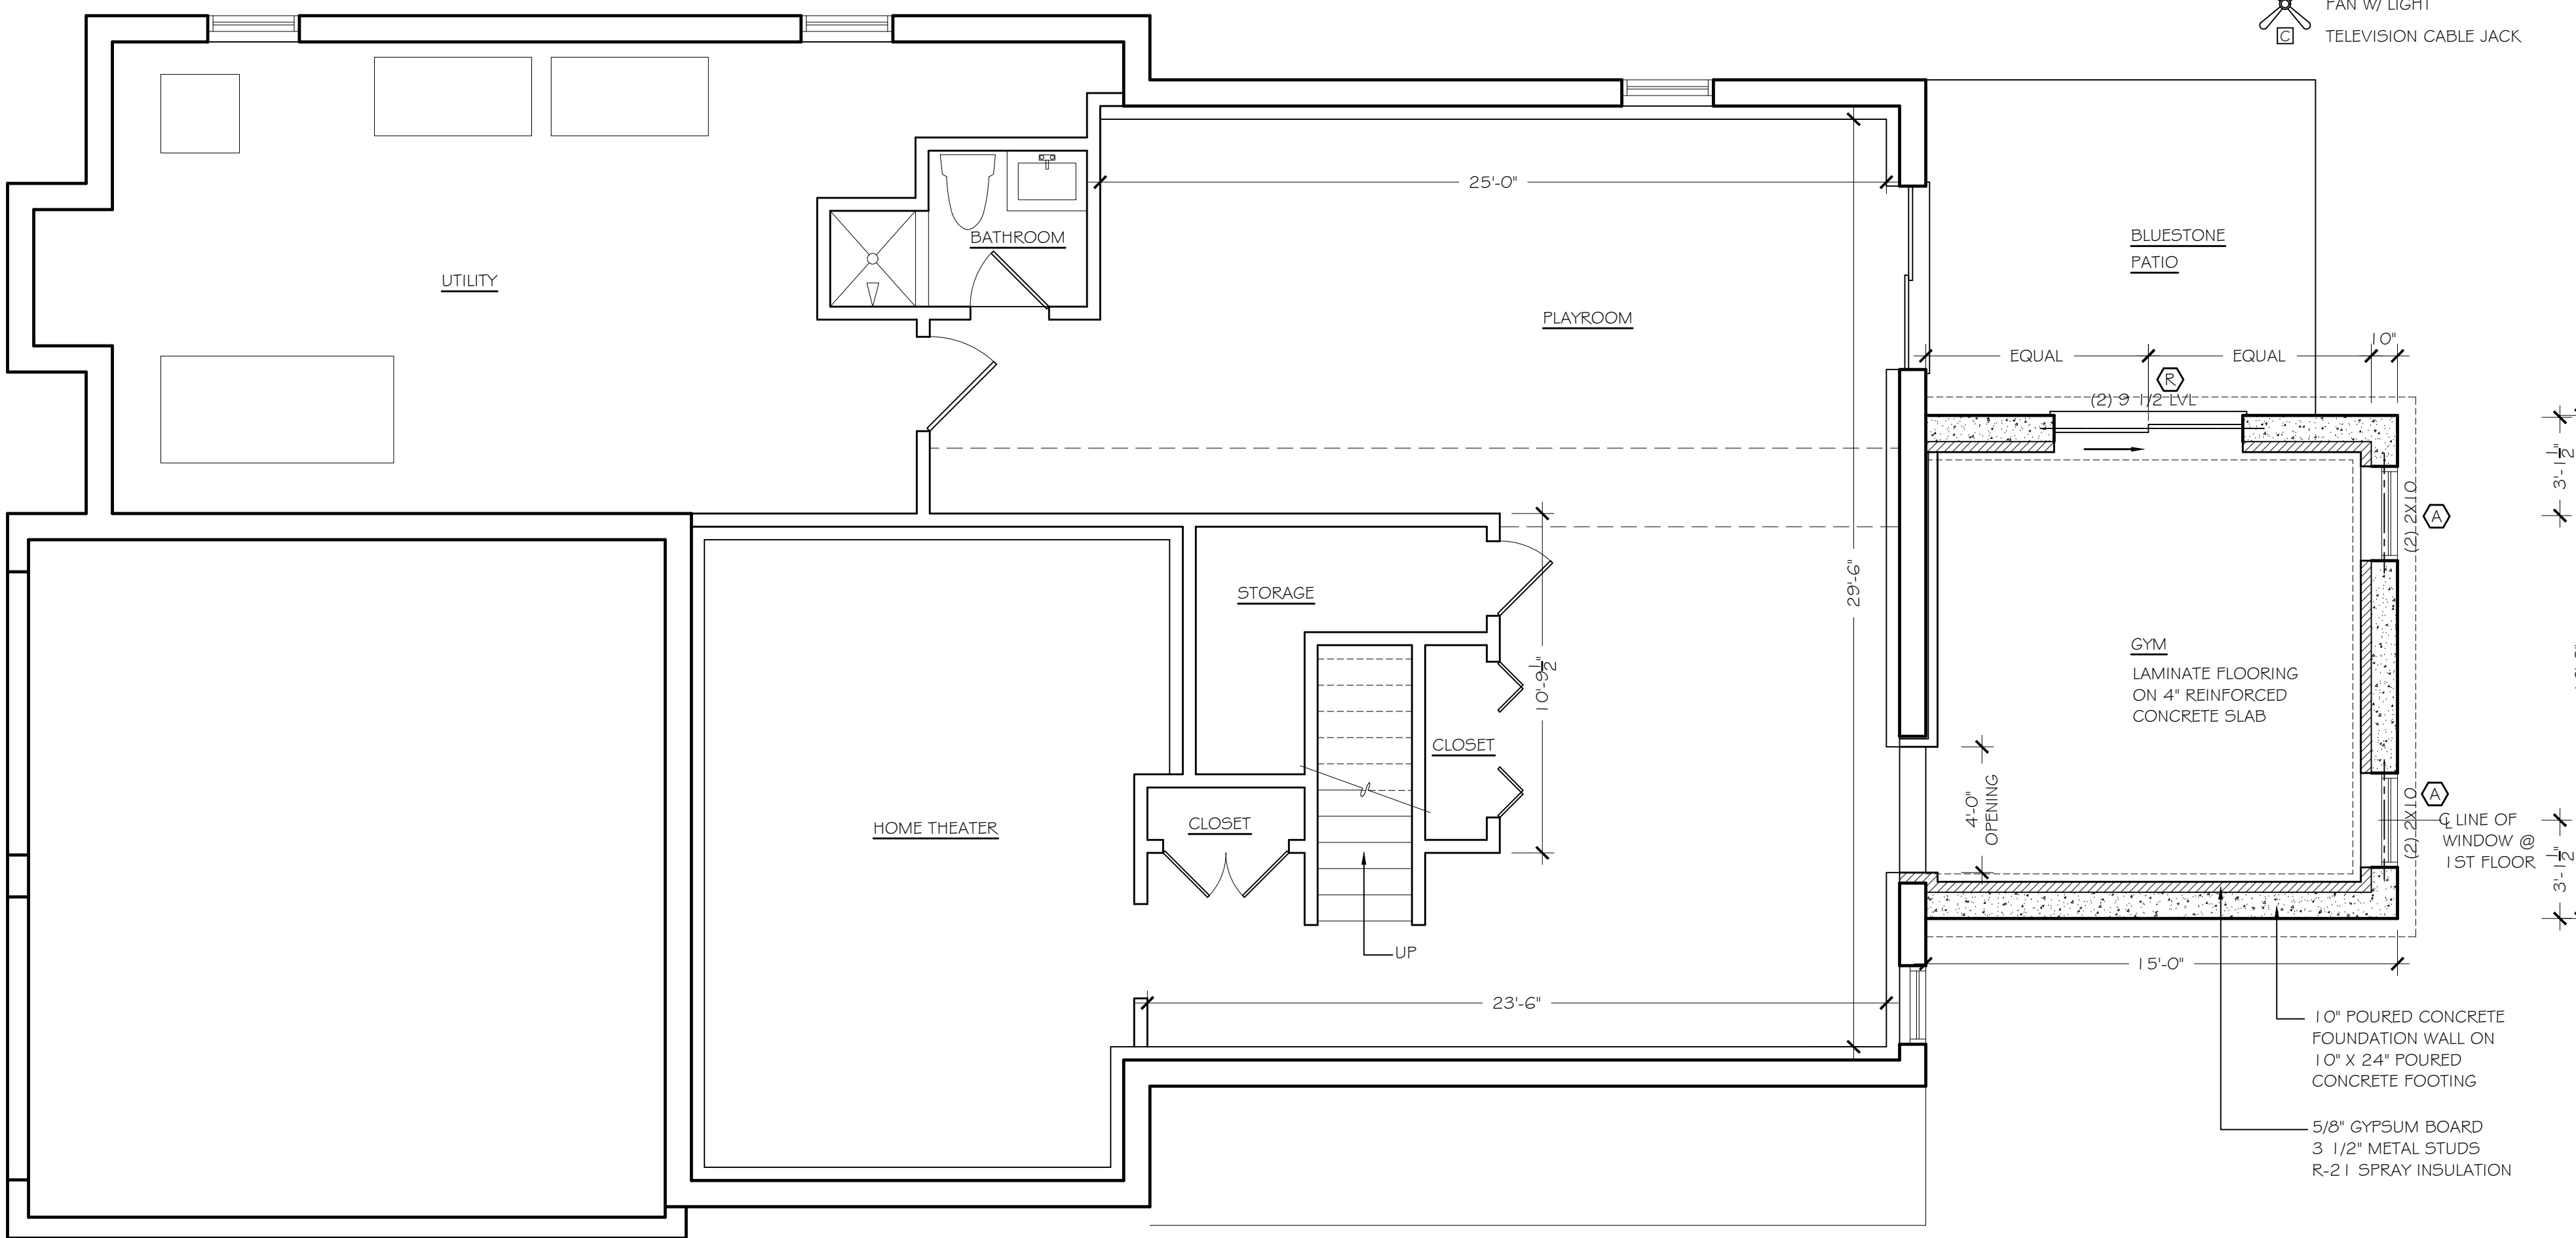 FAN W/ LIGHT
C TELEVISION CABLE JACK
25'-0"
BATHROOM
UTILITY
BLUESTONE
PATIO
PLAYROOM
10"
EQUAL
EQUAL
R
(2) 9 1/2 LVL
3'-1 1/2"
(2) 2X10
A
STORAGE
29'-6"
10'-9 1/2"
GYM
LAMINATE FLOORING
ON 4" REINFORCED
CONCRETE SLAB
CLOSET
4'-0"
OPENING
HOME THEATER
CLOSET
(2) 2X10
A
CL LINE OF
WINDOW @
1ST FLOOR
3'-1 1/2"
UP
15'-0"
23'-6"
10" POURED CONCRETE
FOUNDATION WALL ON
10" X 24" POURED
CONCRETE FOOTING
5/8" GYPSUM BOARD
3 1/2" METAL STUDS
R-21 SPRAY INSULATION